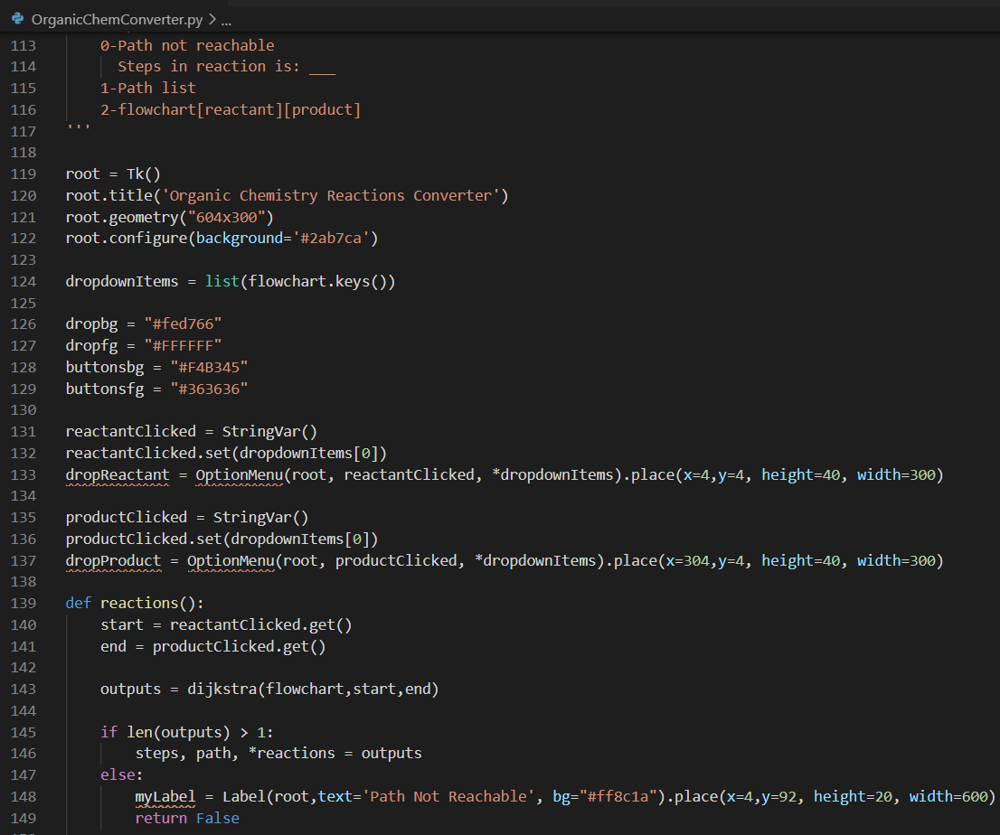 OrganicChemConverter.py > ...
113 0-Path not reachable
114 Steps in reaction is: ___
115 1-Path list
116 2-flowchart[reactant][product]
117 '''
118
119 root = Tk()
120 root.title('Organic Chemistry Reactions Converter')
121 root.geometry("604x300")
122 root.configure(background='#2ab7ca')
123
124 dropdownItems = list(flowchart.keys())
125
126 dropbg = "#fed766"
127 dropfg = "#FFFFFF"
128 buttonsbg = "#F4B345"
129 buttonsfg = "#363636"
130
131 reactantClicked = StringVar()
132 reactantClicked.set(dropdownItems[0])
133 dropReactant = OptionMenu(root, reactantClicked, *dropdownItems).place(x=4,y=4, height=40, width=300)
134
135 productClicked = StringVar()
136 productClicked.set(dropdownItems[0])
137 dropProduct = OptionMenu(root, productClicked, *dropdownItems).place(x=304,y=4, height=40, width=300)
138
139 def reactions():
140 start = reactantClicked.get()
141 end = productClicked.get()
142
143 outputs = dijkstra(flowchart,start,end)
144
145 if len(outputs) > 1:
146 steps, path, *reactions = outputs
147 else:
148 myLabel = Label(root,text='Path Not Reachable', bg="#ff8c1a").place(x=4,y=92, height=20, width=600)
149 return False